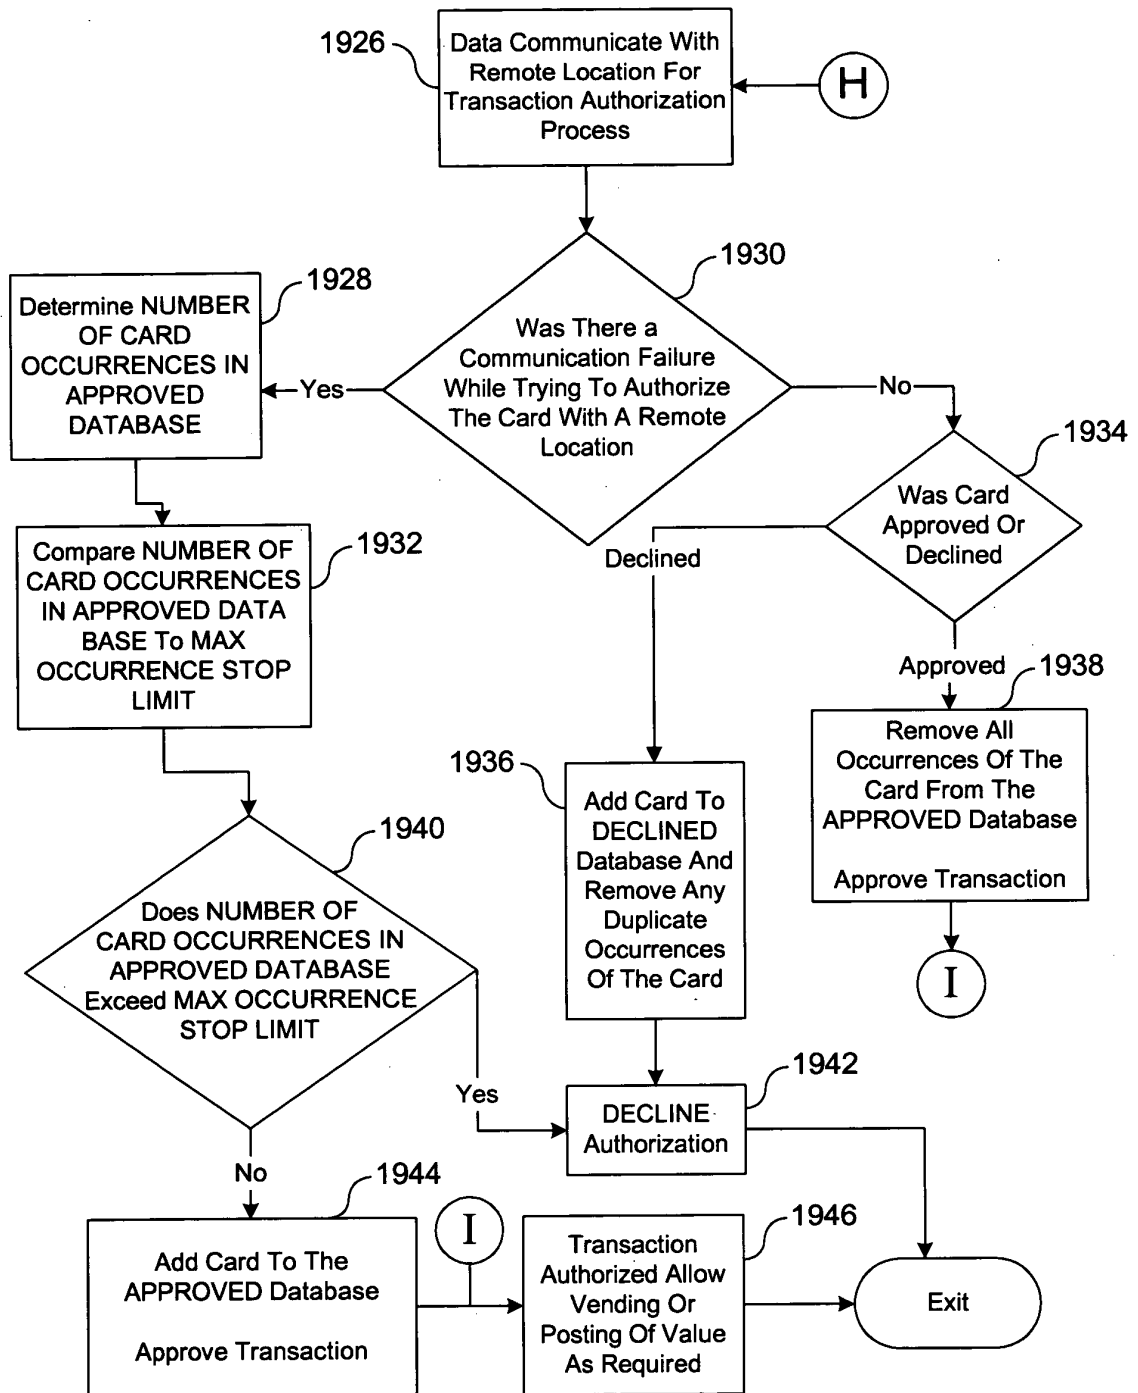 1926
Data Communicate With
Remote Location For
Transaction Authorization
Process
H
1930
Was There a
Communication Failure
While Trying To Authorize
The Card With A Remote
Location
Yes
No
1928
Determine NUMBER
OF CARD
OCCURRENCES IN
APPROVED
DATABASE
1934
Was Card
Approved Or
Declined
Declined
Approved
1932
Compare NUMBER OF
CARD OCCURRENCES
IN APPROVED DATA
BASE To MAX
OCCURRENCE STOP
LIMIT
1938
Remove All
Occurrences Of The
Card From The
APPROVED Database
Approve Transaction
I
1936
Add Card To
DECLINED
Database And
Remove Any
Duplicate
Occurrences
Of The Card
1940
Does NUMBER OF
CARD OCCURRENCES IN
APPROVED DATABASE
Exceed MAX OCCURRENCE
STOP LIMIT
Yes
No
1942
DECLINE
Authorization
1944
Add Card To The
APPROVED Database
Approve Transaction
I
1946
Transaction
Authorized Allow
Vending Or
Posting Of Value
As Required
Exit